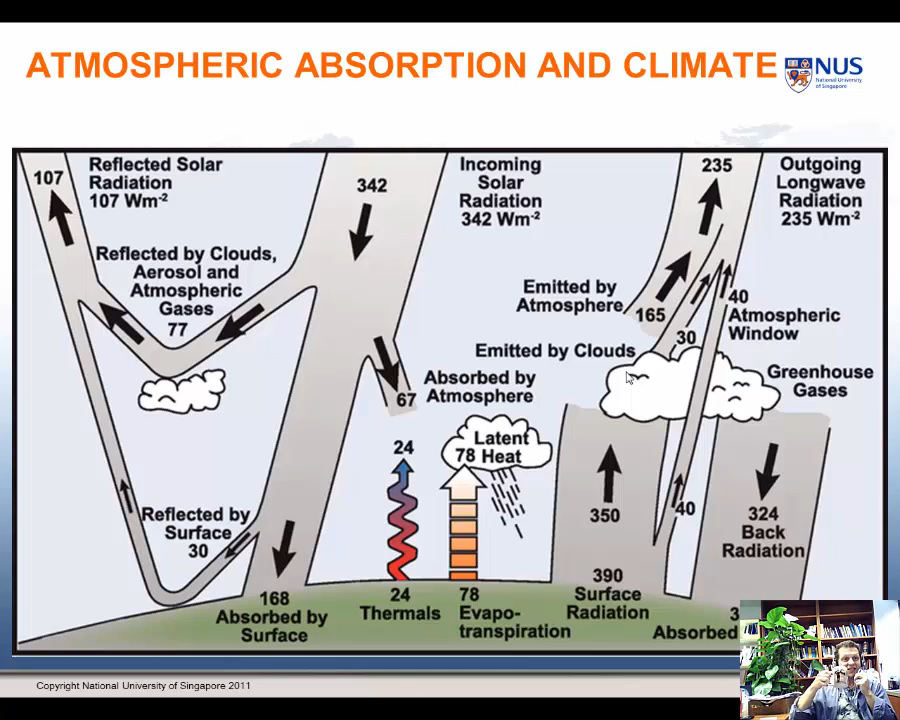 ATMOSPHERIC ABSORPTION AND CLIMATE
NUS
National University
of Singapore
107
Reflected Solar
Radiation
107 Wm-2
342
Incoming
Solar
Radiation
342 Wm-2
235
Outgoing
Longwave
Radiation
235 Wm-2
Reflected by Clouds,
Aerosol and
Atmospheric
Gases
77
Emitted by
Atmosphere
165
40
Atmospheric
Window
30
Emitted by Clouds
Greenhouse
Gases
Absorbed by
67 Atmosphere
24
Latent
78 Heat
Reflected by
Surface
30
350
40
324
Back
Radiation
168
Absorbed by
Surface
24
Thermals
78
Evapo-
transpiration
390
Surface
Radiation
3
Absorbed
Copyright National University of Singapore 2011